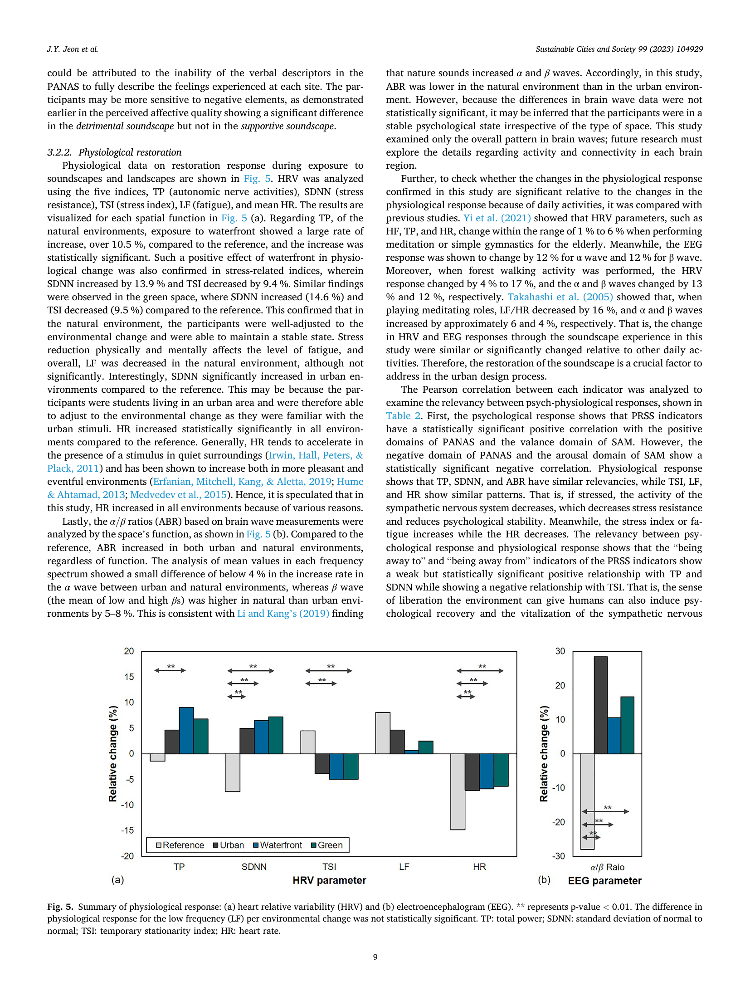 J.Y. Jeon et al.
Sustainable Cities and Society 99 (2023) 104929
could be attributed to the inability of the verbal descriptors in the
PANAS to fully describe the feelings experienced at each site. The par-
ticipants may be more sensitive to negative elements, as demonstrated
earlier in the perceived affective quality showing a significant difference
in the detrimental soundscape but not in the supportive soundscape.
3.2.2. Physiological restoration
Physiological data on restoration response during exposure to
soundscapes and landscapes are shown in Fig. 5. HRV was analyzed
using the five indices, TP (autonomic nerve activities), SDNN (stress
resistance), TSI (stress index), LF (fatigue), and mean HR. The results are
visualized for each spatial function in Fig. 5 (a). Regarding TP, of the
natural environments, exposure to waterfront showed a large rate of
increase, over 10.5 %, compared to the reference, and the increase was
statistically significant. Such a positive effect of waterfront in physio-
logical change was also confirmed in stress-related indices, wherein
SDNN increased by 13.9 % and TSI decreased by 9.4 %. Similar findings
were observed in the green space, where SDNN increased (14.6 %) and
TSI decreased (9.5 %) compared to the reference. This confirmed that in
the natural environment, the participants were well-adjusted to the
environmental change and were able to maintain a stable state. Stress
reduction physically and mentally affects the level of fatigue, and
overall, LF was decreased in the natural environment, although not
significantly. Interestingly, SDNN significantly increased in urban en-
vironments compared to the reference. This may be because the par-
ticipants were students living in an urban area and were therefore able
to adjust to the environmental change as they were familiar with the
urban stimuli. HR increased statistically significantly in all environ-
ments compared to the reference. Generally, HR tends to accelerate in
the presence of a stimulus in quiet surroundings (Irwin, Hall, Peters, &
Plack, 2011) and has been shown to increase both in more pleasant and
eventful environments (Erfanian, Mitchell, Kang, & Aletta, 2019; Hume
& Ahtamad, 2013; Medvedev et al., 2015). Hence, it is speculated that in
this study, HR increased in all environments because of various reasons.
Lastly, the α/β ratios (ABR) based on brain wave measurements were
analyzed by the space's function, as shown in Fig. 5 (b). Compared to the
reference, ABR increased in both urban and natural environments,
regardless of function. The analysis of mean values in each frequency
spectrum showed a small difference of below 4 % in the increase rate in
the α wave between urban and natural environments, whereas β wave
(the mean of low and high βs) was higher in natural than urban envi-
ronments by 5–8 %. This is consistent with Li and Kang's (2019) finding
that nature sounds increased α and β waves. Accordingly, in this study,
ABR was lower in the natural environment than in the urban environ-
ment. However, because the differences in brain wave data were not
statistically significant, it may be inferred that the participants were in a
stable psychological state irrespective of the type of space. This study
examined only the overall pattern in brain waves; future research must
explore the details regarding activity and connectivity in each brain
region.
Further, to check whether the changes in the physiological response
confirmed in this study are significant relative to the changes in the
physiological response because of daily activities, it was compared with
previous studies. Yi et al. (2021) showed that HRV parameters, such as
HF, TP, and HR, change within the range of 1 % to 6 % when performing
meditation or simple gymnastics for the elderly. Meanwhile, the EEG
response was shown to change by 12 % for α wave and 12 % for β wave.
Moreover, when forest walking activity was performed, the HRV
response changed by 4 % to 17 %, and the α and β waves changed by 13
% and 12 %, respectively. Takahashi et al. (2005) showed that, when
playing meditating roles, LF/HR decreased by 16 %, and α and β waves
increased by approximately 6 and 4 %, respectively. That is, the change
in HRV and EEG responses through the soundscape experience in this
study were similar or significantly changed relative to other daily ac-
tivities. Therefore, the restoration of the soundscape is a crucial factor to
address in the urban design process.
The Pearson correlation between each indicator was analyzed to
examine the relevancy between psych-physiological responses, shown in
Table 2. First, the psychological response shows that PRSS indicators
have a statistically significant positive correlation with the positive
domains of PANAS and the valance domain of SAM. However, the
negative domain of PANAS and the arousal domain of SAM show a
statistically significant negative correlation. Physiological response
shows that TP, SDNN, and ABR have similar relevancies, while TSI, LF,
and HR show similar patterns. That is, if stressed, the activity of the
sympathetic nervous system decreases, which decreases stress resistance
and reduces psychological stability. Meanwhile, the stress index or fa-
tigue increases while the HR decreases. The relevancy between psy-
chological response and physiological response shows that the “being
away to” and “being away from” indicators of the PRSS indicators show
a weak but statistically significant positive relationship with TP and
SDNN while showing a negative relationship with TSI. That is, the sense
of liberation the environment can give humans can also induce psy-
chological recovery and the vitalization of the sympathetic nervous
Relative change (%)
20
15
10
5
0
-5
-10
-15
-20
** ** ** **
** ** **
** **
Reference Urban Waterfront Green
TP SDNN TSI LF HR
(a) HRV parameter
Relative change (%)
30
20
10
0
-10
-20
-30
**
**
**
α/β Raio
(b) EEG parameter
Fig. 5. Summary of physiological response: (a) heart relative variability (HRV) and (b) electroencephalogram (EEG). ** represents p-value < 0.01. The difference in
physiological response for the low frequency (LF) per environmental change was not statistically significant. TP: total power; SDNN: standard deviation of normal to
normal; TSI: temporary stationarity index; HR: heart rate.
9